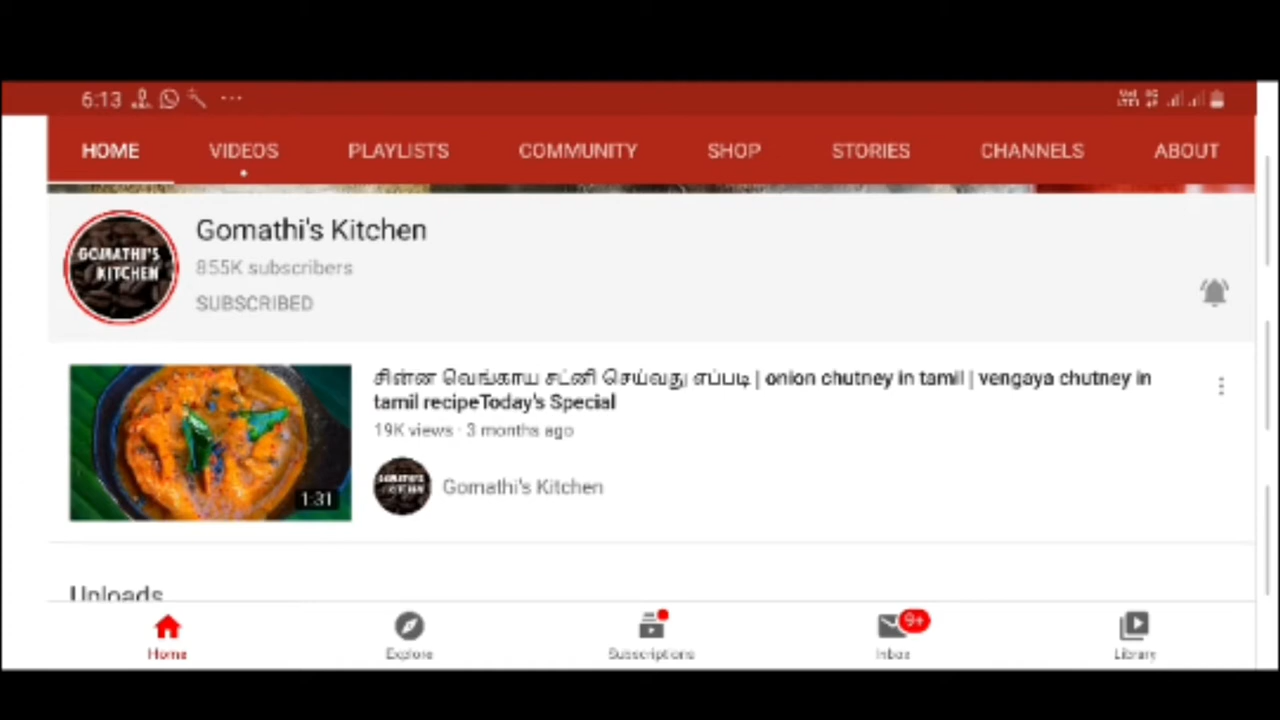 6:13
HOME VIDEOS PLAYLISTS COMMUNITY SHOP STORIES CHANNELS ABOUT
GOMATHI'S
KITCHEN
Gomathi's Kitchen
855K subscribers
SUBSCRIBED
சின்ன வெங்காய சட்னி செய்வது எப்படி | onion chutney in tamil | vengaya chutney in
tamil recipeToday's Special
19K views · 3 months ago
1:31
Gomathi's Kitchen
Uploads
9+
Home Explore Subscriptions Inbox Library